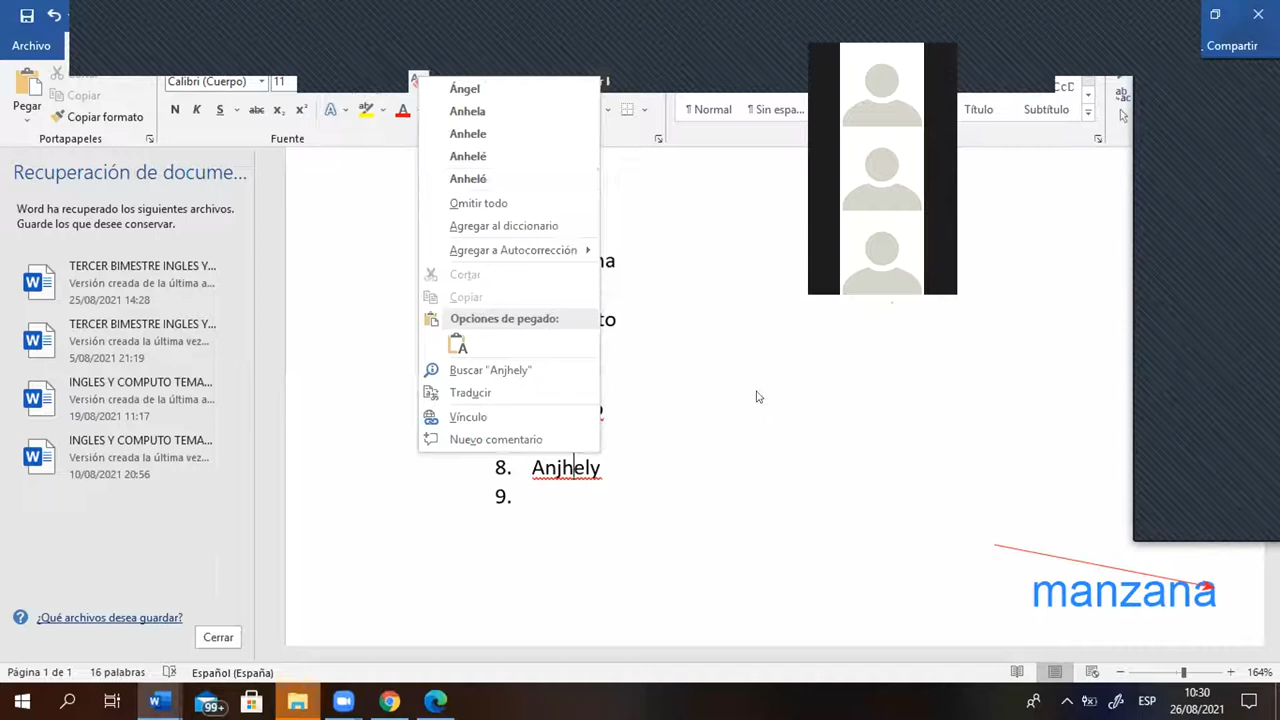 Archivo
Compartir
Pegar
Copiar
Copiar formato
Portapapeles
Calibri (Cuerpo)
11
N K S abc x₂ x² A A
Fuente
¶ Normal
¶ Sin espa...
Título
Subtítulo
Recuperación de docume...
Word ha recuperado los siguientes archivos.
Guarde los que desee conservar.
TERCER BIMESTRE INGLES Y...
Versión creada de la última a...
25/08/2021 14:28
TERCER BIMESTRE INGLES Y...
Versión creada la última vez...
5/08/2021 21:19
INGLES Y COMPUTO TEMA...
Versión creada de la última a...
19/08/2021 11:17
INGLES Y COMPUTO TEMA...
Versión creada la última vez...
10/08/2021 20:56
¿Qué archivos desea guardar?
Cerrar
Ángel
Anhela
Anhele
Anhelé
Anheló
Omitir todo
Agregar al diccionario
Agregar a Autocorrección
Cortar
Copiar
Opciones de pegado:
Buscar "Anjhely"
Traducir
Vínculo
Nuevo comentario
na
to
8. Anjhely
9.
manzana
Página 1 de 1
16 palabras
Español (España)
164%
99+
ESP
10:30
26/08/2021